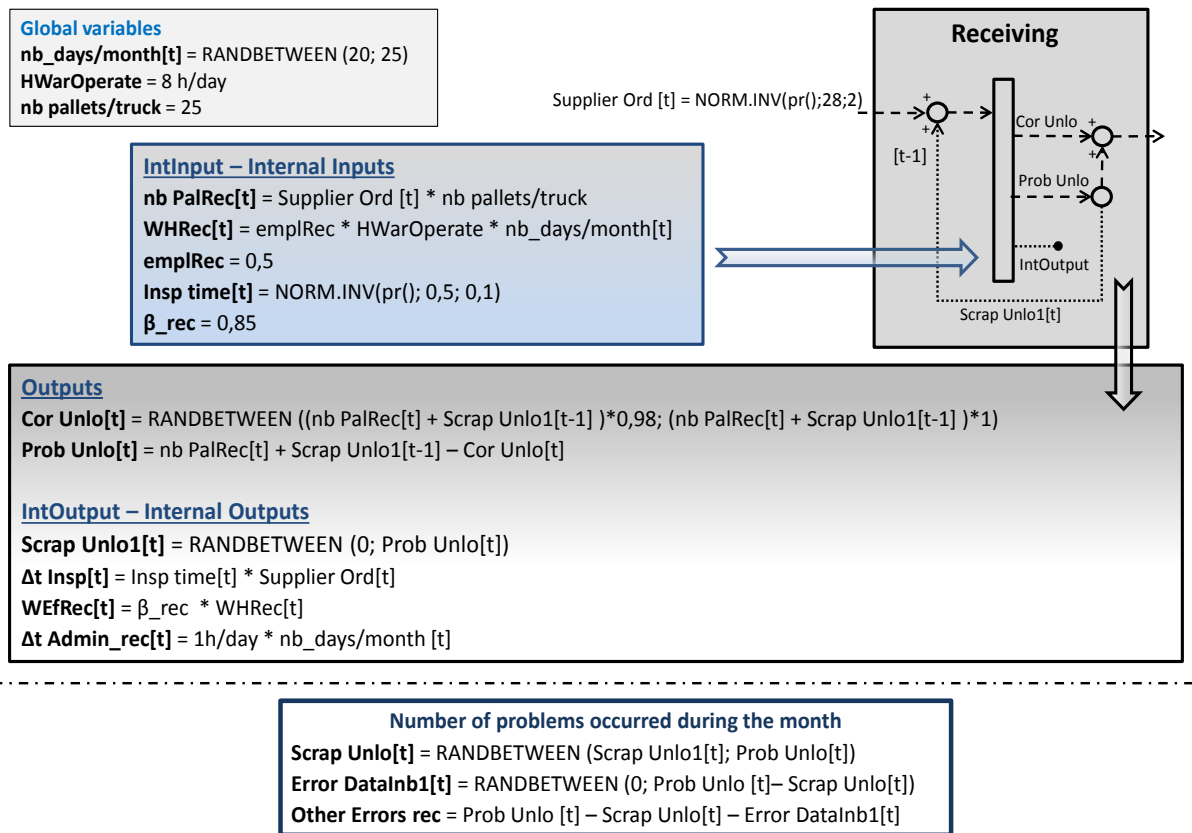 Global variables
nb_days/month[t] = RANDBETWEEN (20; 25)
HWarOperate = 8 h/day
nb pallets/truck = 25
Receiving
Supplier Ord [t] = NORM.INV(pr();28;2)
+
+
[t-1]
Cor Unlo
+
+
Prob Unlo
IntOutput
Scrap Unlo1[t]
IntInput – Internal Inputs
nb PalRec[t] = Supplier Ord [t] * nb pallets/truck
WHRec[t] = emplRec * HWarOperate * nb_days/month[t]
emplRec = 0,5
Insp time[t] = NORM.INV(pr(); 0,5; 0,1)
β_rec = 0,85
Outputs
Cor Unlo[t] = RANDBETWEEN ((nb PalRec[t] + Scrap Unlo1[t-1] )*0,98; (nb PalRec[t] + Scrap Unlo1[t-1] )*1)
Prob Unlo[t] = nb PalRec[t] + Scrap Unlo1[t-1] – Cor Unlo[t]
IntOutput – Internal Outputs
Scrap Unlo1[t] = RANDBETWEEN (0; Prob Unlo[t])
Δt Insp[t] = Insp time[t] * Supplier Ord[t]
WEfRec[t] = β_rec * WHRec[t]
Δt Admin_rec[t] = 1h/day * nb_days/month [t]
Number of problems occurred during the month
Scrap Unlo[t] = RANDBETWEEN (Scrap Unlo1[t]; Prob Unlo[t])
Error DataInb1[t] = RANDBETWEEN (0; Prob Unlo [t]– Scrap Unlo[t])
Other Errors rec = Prob Unlo [t] – Scrap Unlo[t] – Error DataInb1[t]